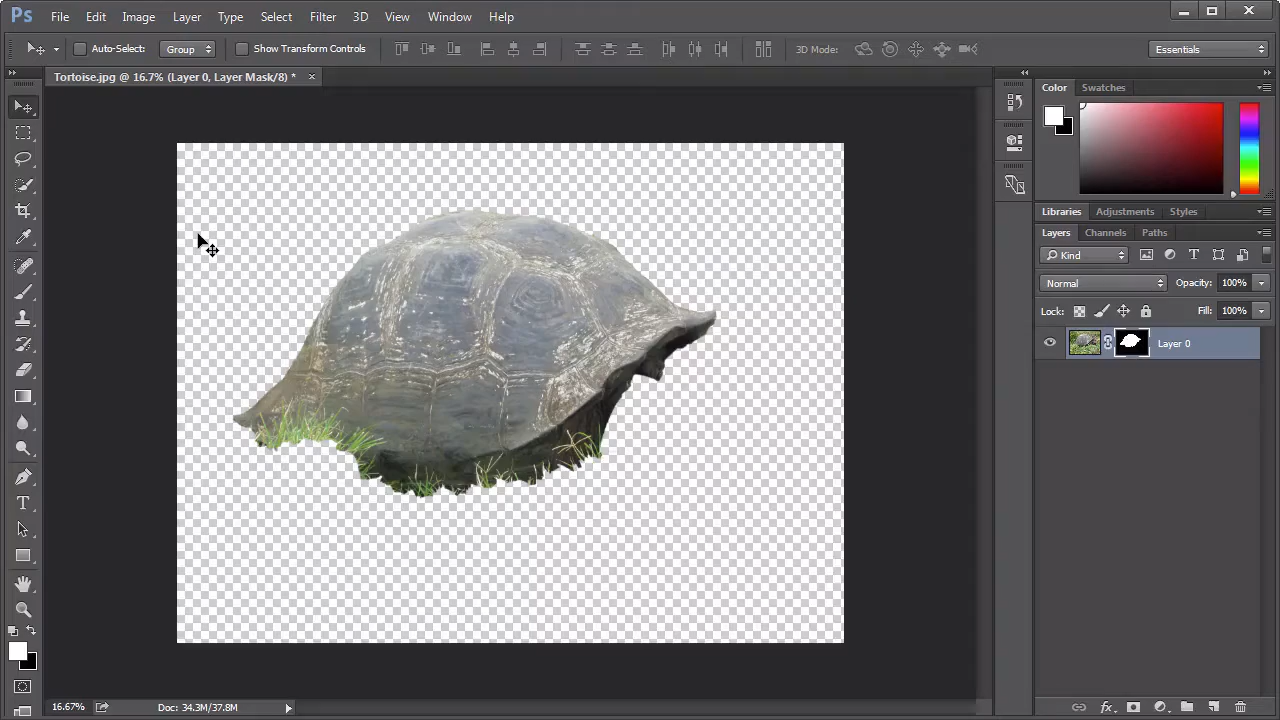 Ps File Edit Image Layer Type Select Filter 3D View Window Help
Auto-Select: Group Show Transform Controls 3D Mode: Essentials
Tortoise.jpg @ 16.7% (Layer 0, Layer Mask/8) *
Color Swatches
Libraries Adjustments Styles
Layers Channels Paths
Kind
Normal Opacity: 100%
Lock: Fill: 100%
Layer 0
16.67% Doc: 34.3M/37.8M